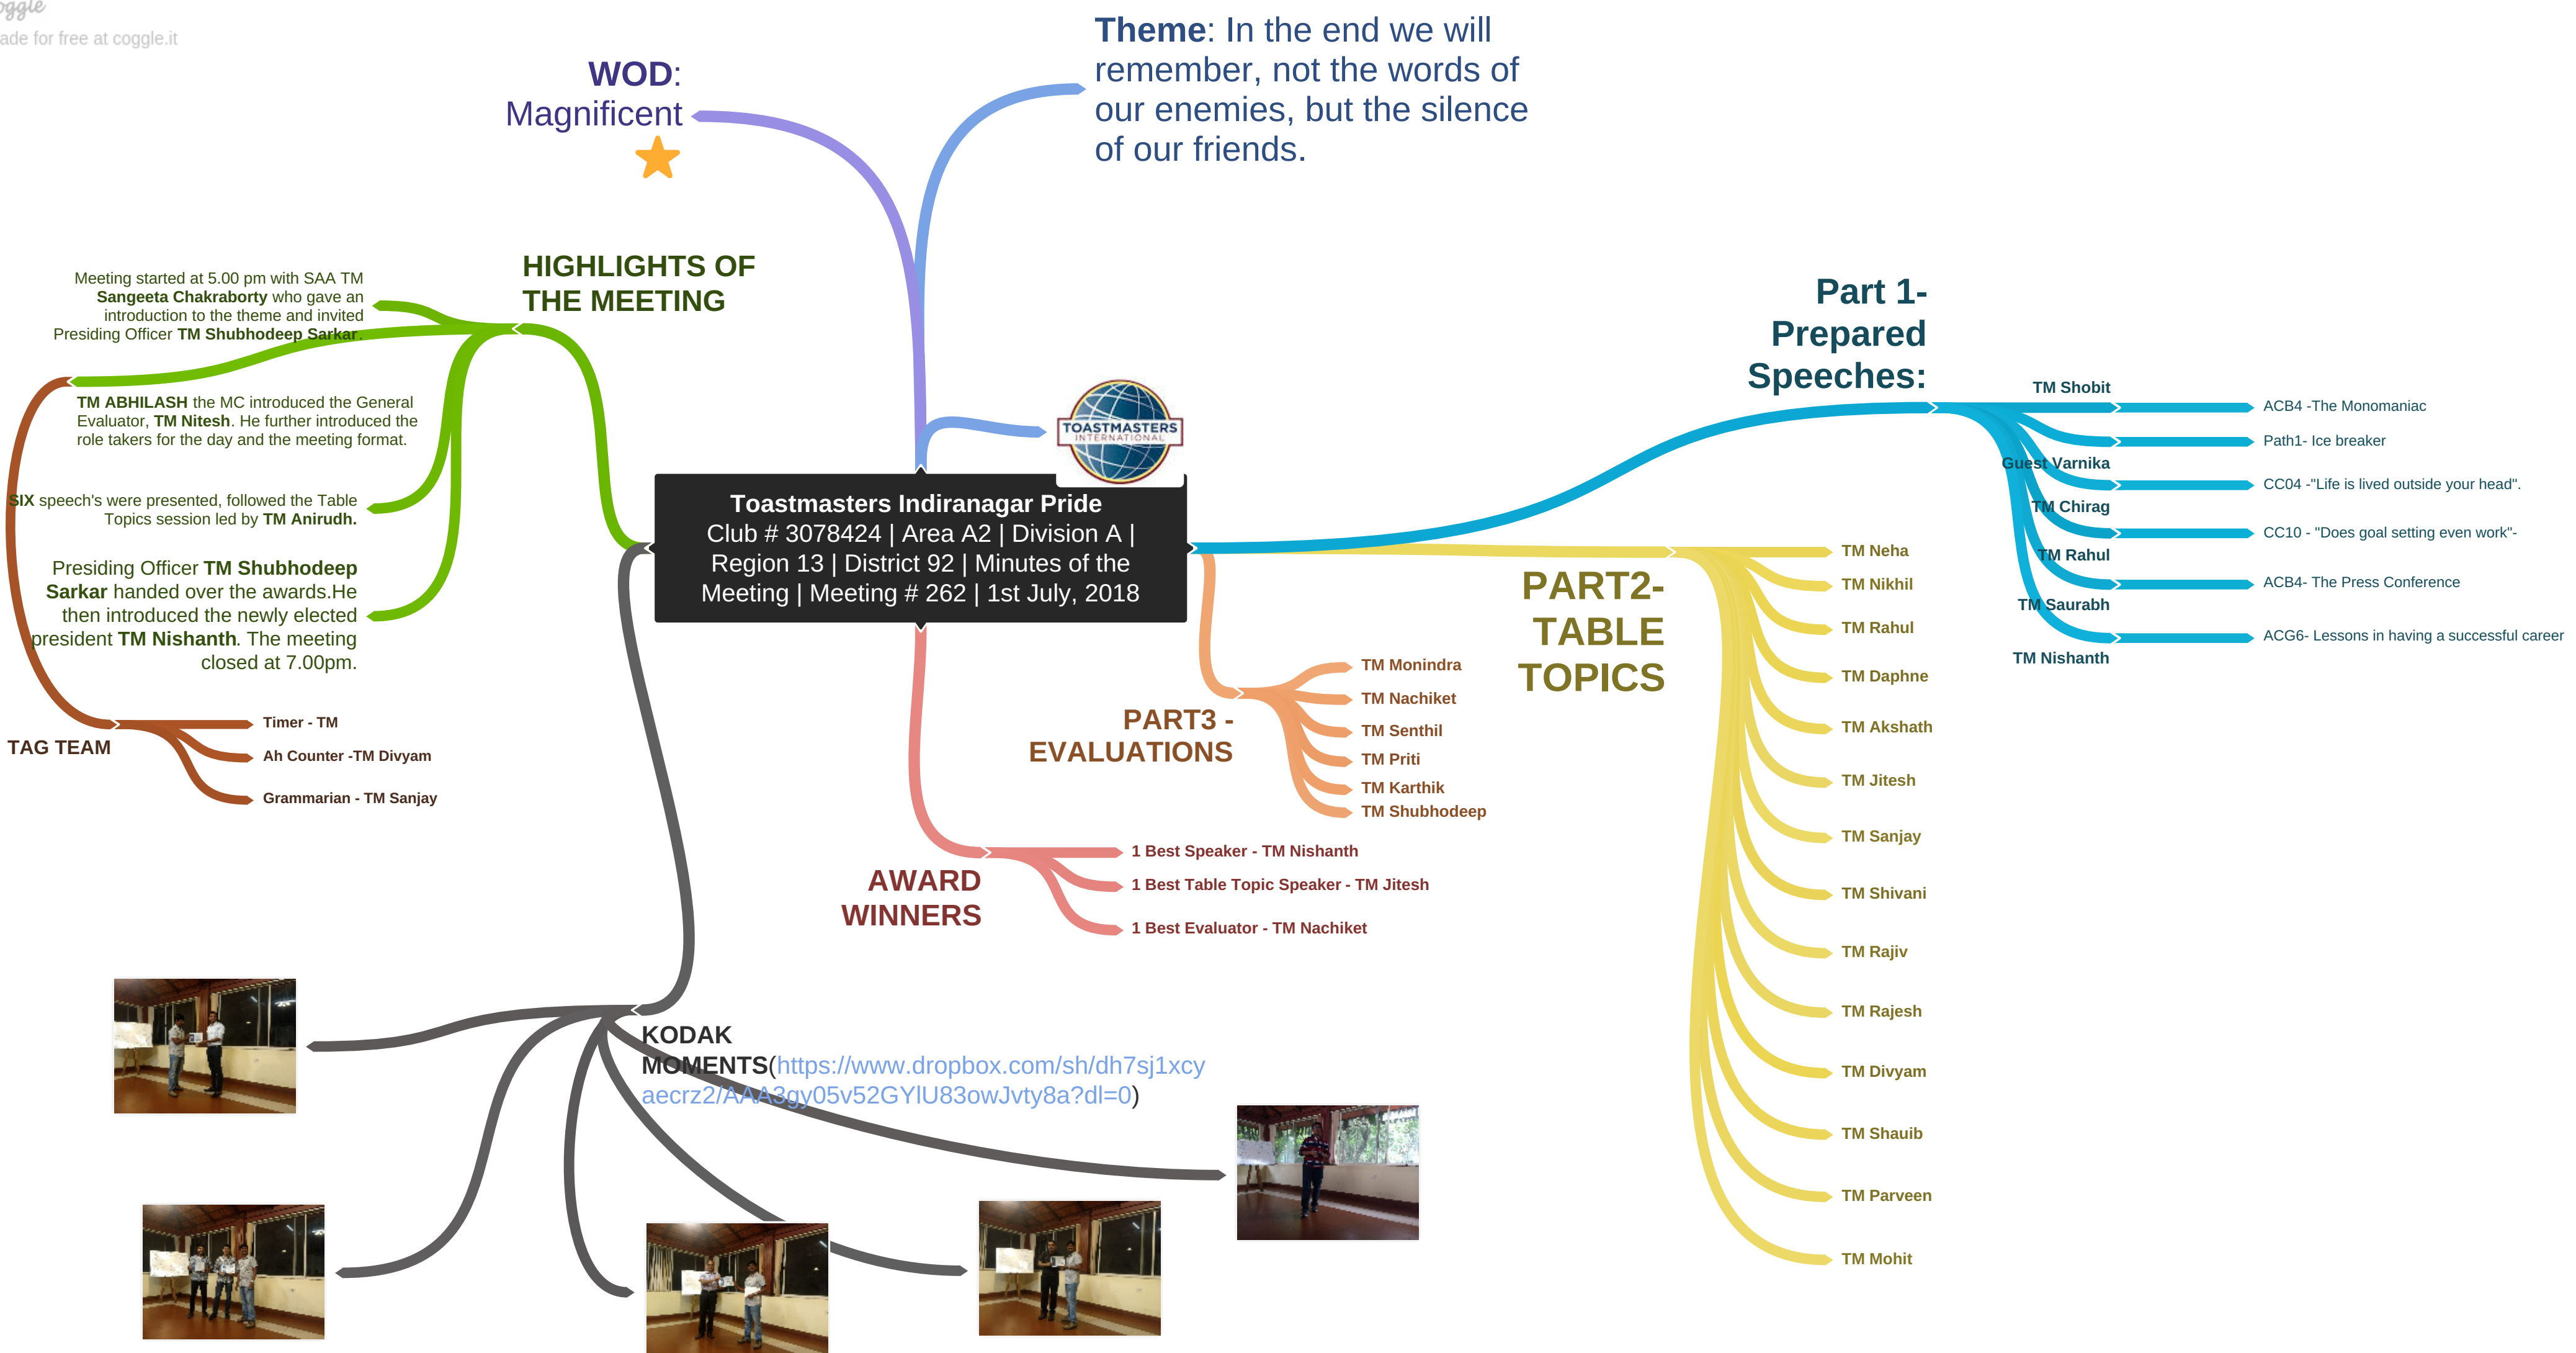 oggle
ade for free at coggle.it
WOD:
Magnificent
Theme: In the end we will
remember, not the words of
our enemies, but the silence
of our friends.
HIGHLIGHTS OF
THE MEETING
Meeting started at 5.00 pm with SAA TM
Sangeeta Chakraborty who gave an
introduction to the theme and invited
Presiding Officer TM Shubhodeep Sarkar.
TM ABHILASH the MC introduced the General
Evaluator, TM Nitesh. He further introduced the
role takers for the day and the meeting format.
SIX speech's were presented, followed the Table
Topics session led by TM Anirudh.
Presiding Officer TM Shubhodeep
Sarkar handed over the awards.He
then introduced the newly elected
president TM Nishanth. The meeting
closed at 7.00pm.
TAG TEAM
Timer - TM
Ah Counter -TM Divyam
Grammarian - TM Sanjay
TOASTMASTERS
INTERNATIONAL
Toastmasters Indiranagar Pride
Club # 3078424 | Area A2 | Division A |
Region 13 | District 92 | Minutes of the
Meeting | Meeting # 262 | 1st July, 2018
Part 1-
Prepared
Speeches:
TM Shobit
ACB4 -The Monomaniac
Guest Varnika
Path1- Ice breaker
TM Chirag
CC04 -"Life is lived outside your head".
TM Rahul
CC10 - "Does goal setting even work"-
TM Saurabh
ACB4- The Press Conference
TM Nishanth
ACG6- Lessons in having a successful career
PART2-
TABLE
TOPICS
TM Neha
TM Nikhil
TM Rahul
TM Daphne
TM Akshath
TM Jitesh
TM Sanjay
TM Shivani
TM Rajiv
TM Rajesh
TM Divyam
TM Shauib
TM Parveen
TM Mohit
PART3 -
EVALUATIONS
TM Monindra
TM Nachiket
TM Senthil
TM Priti
TM Karthik
TM Shubhodeep
AWARD
WINNERS
1 Best Speaker - TM Nishanth
1 Best Table Topic Speaker - TM Jitesh
1 Best Evaluator - TM Nachiket
KODAK
MOMENTS(https://www.dropbox.com/sh/dh7sj1xcy
aecrz2/AAA3gy05v52GYlU83owJvty8a?dl=0)